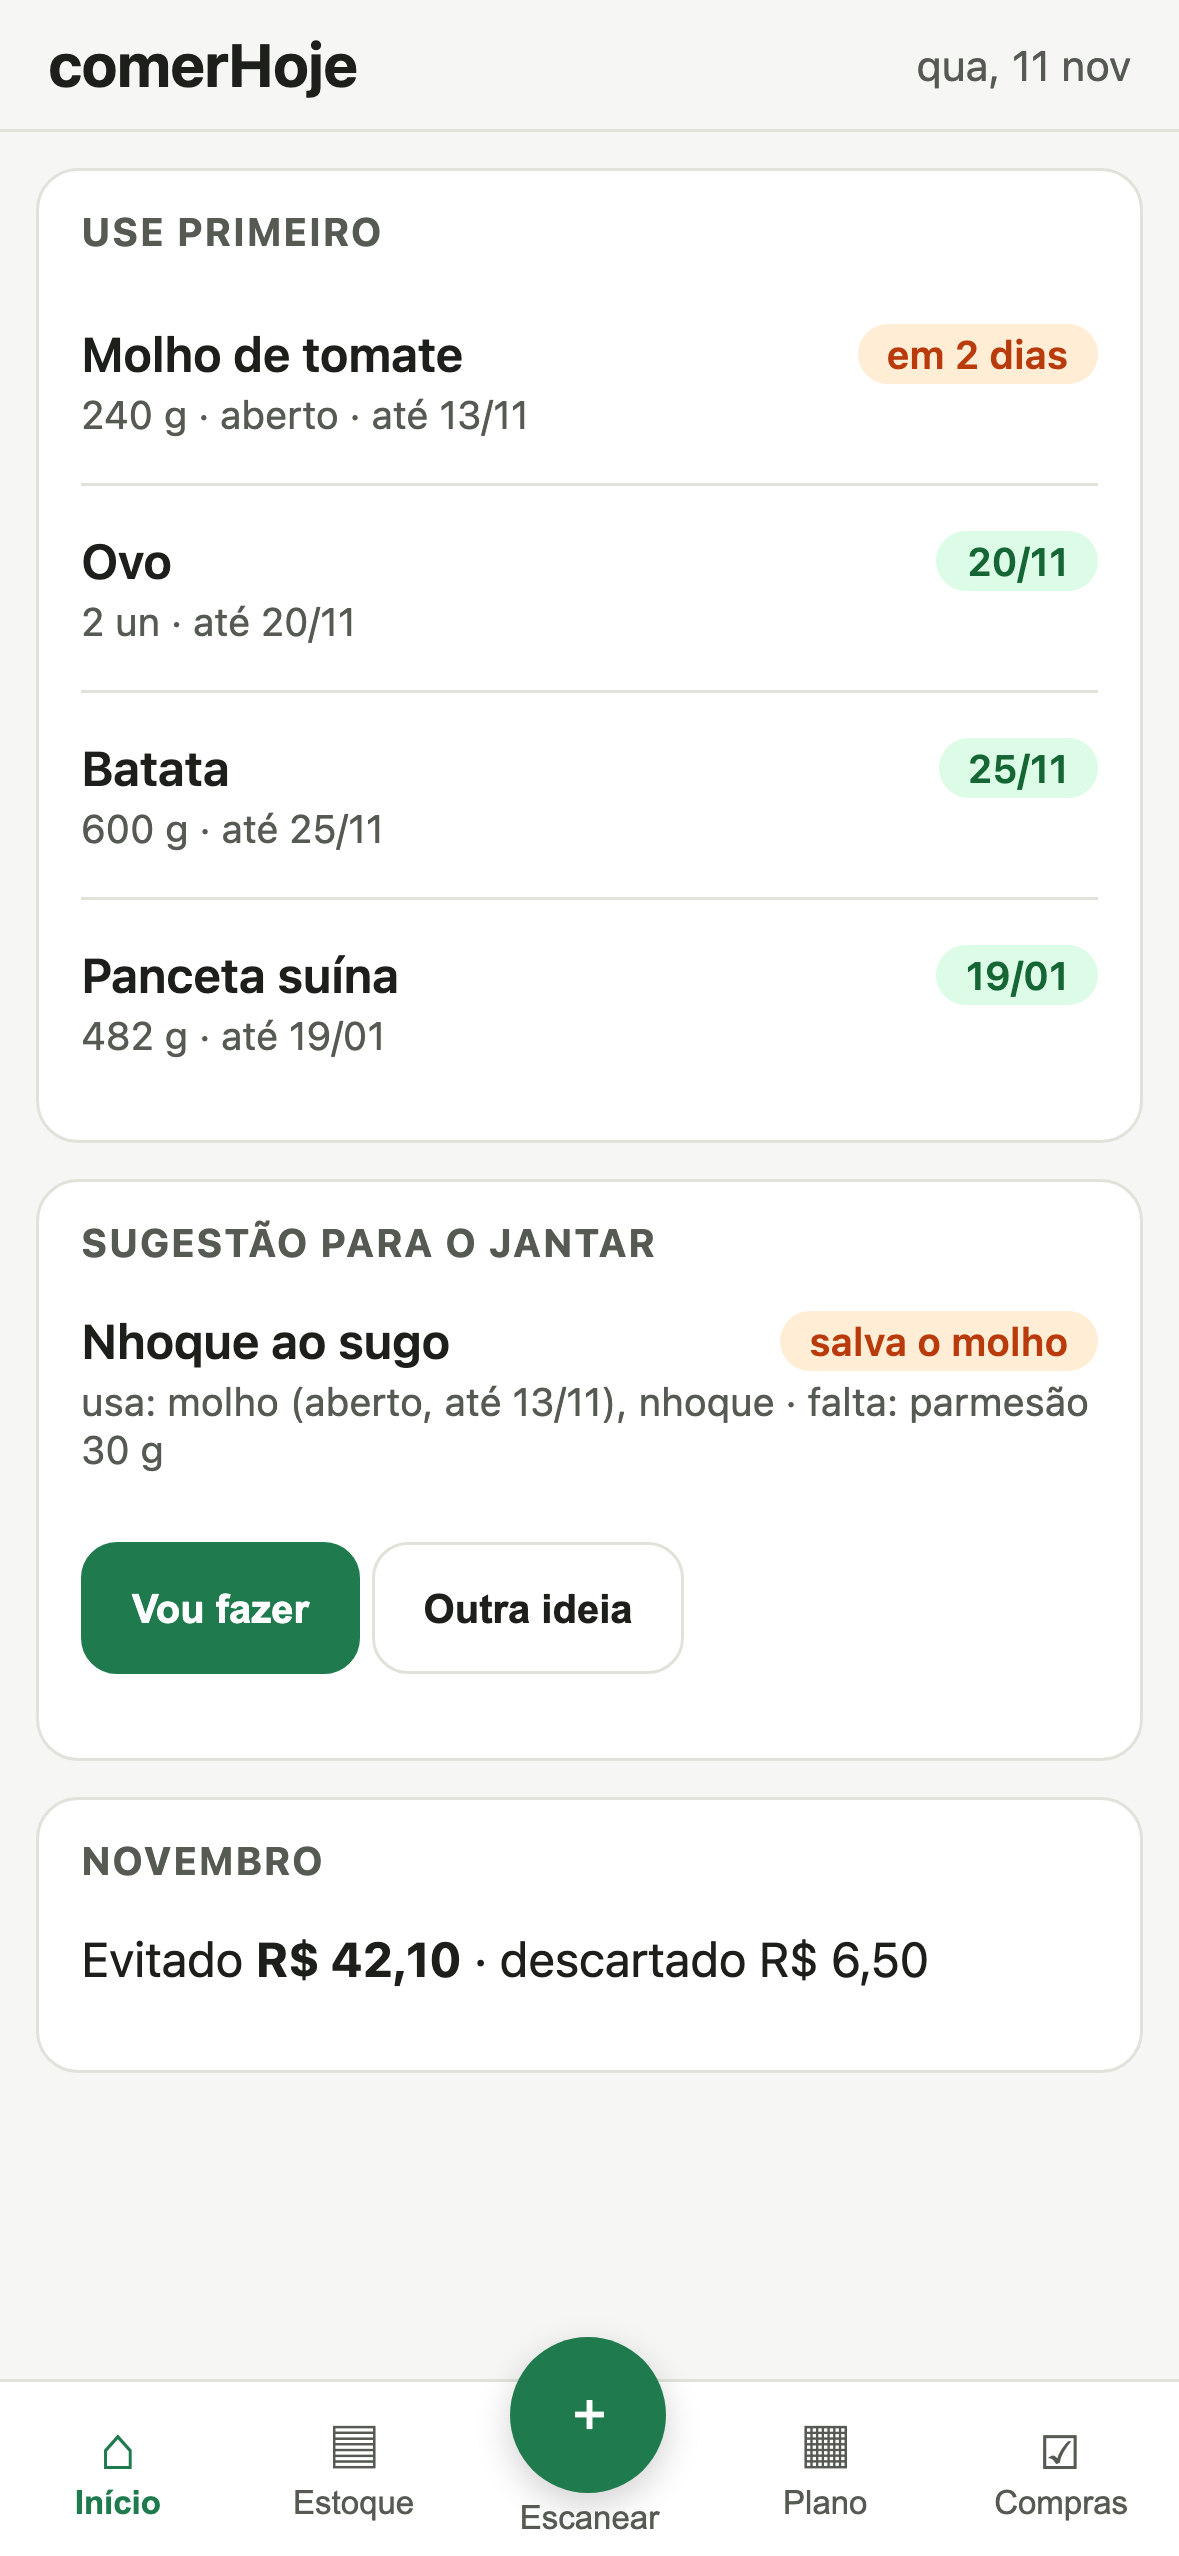 comerHoje
qua, 11 nov
USE PRIMEIRO
Molho de tomate
em 2 dias
240 g · aberto · até 13/11
Ovo
20/11
2 un · até 20/11
Batata
25/11
600 g · até 25/11
Panceta suína
19/01
482 g · até 19/01
SUGESTÃO PARA O JANTAR
Nhoque ao sugo
salva o molho
usa: molho (aberto, até 13/11), nhoque · falta: parmesão
30 g
Vou fazer
Outra ideia
NOVEMBRO
Evitado R$ 42,10 · descartado R$ 6,50
+
Início
Estoque
Escanear
Plano
Compras